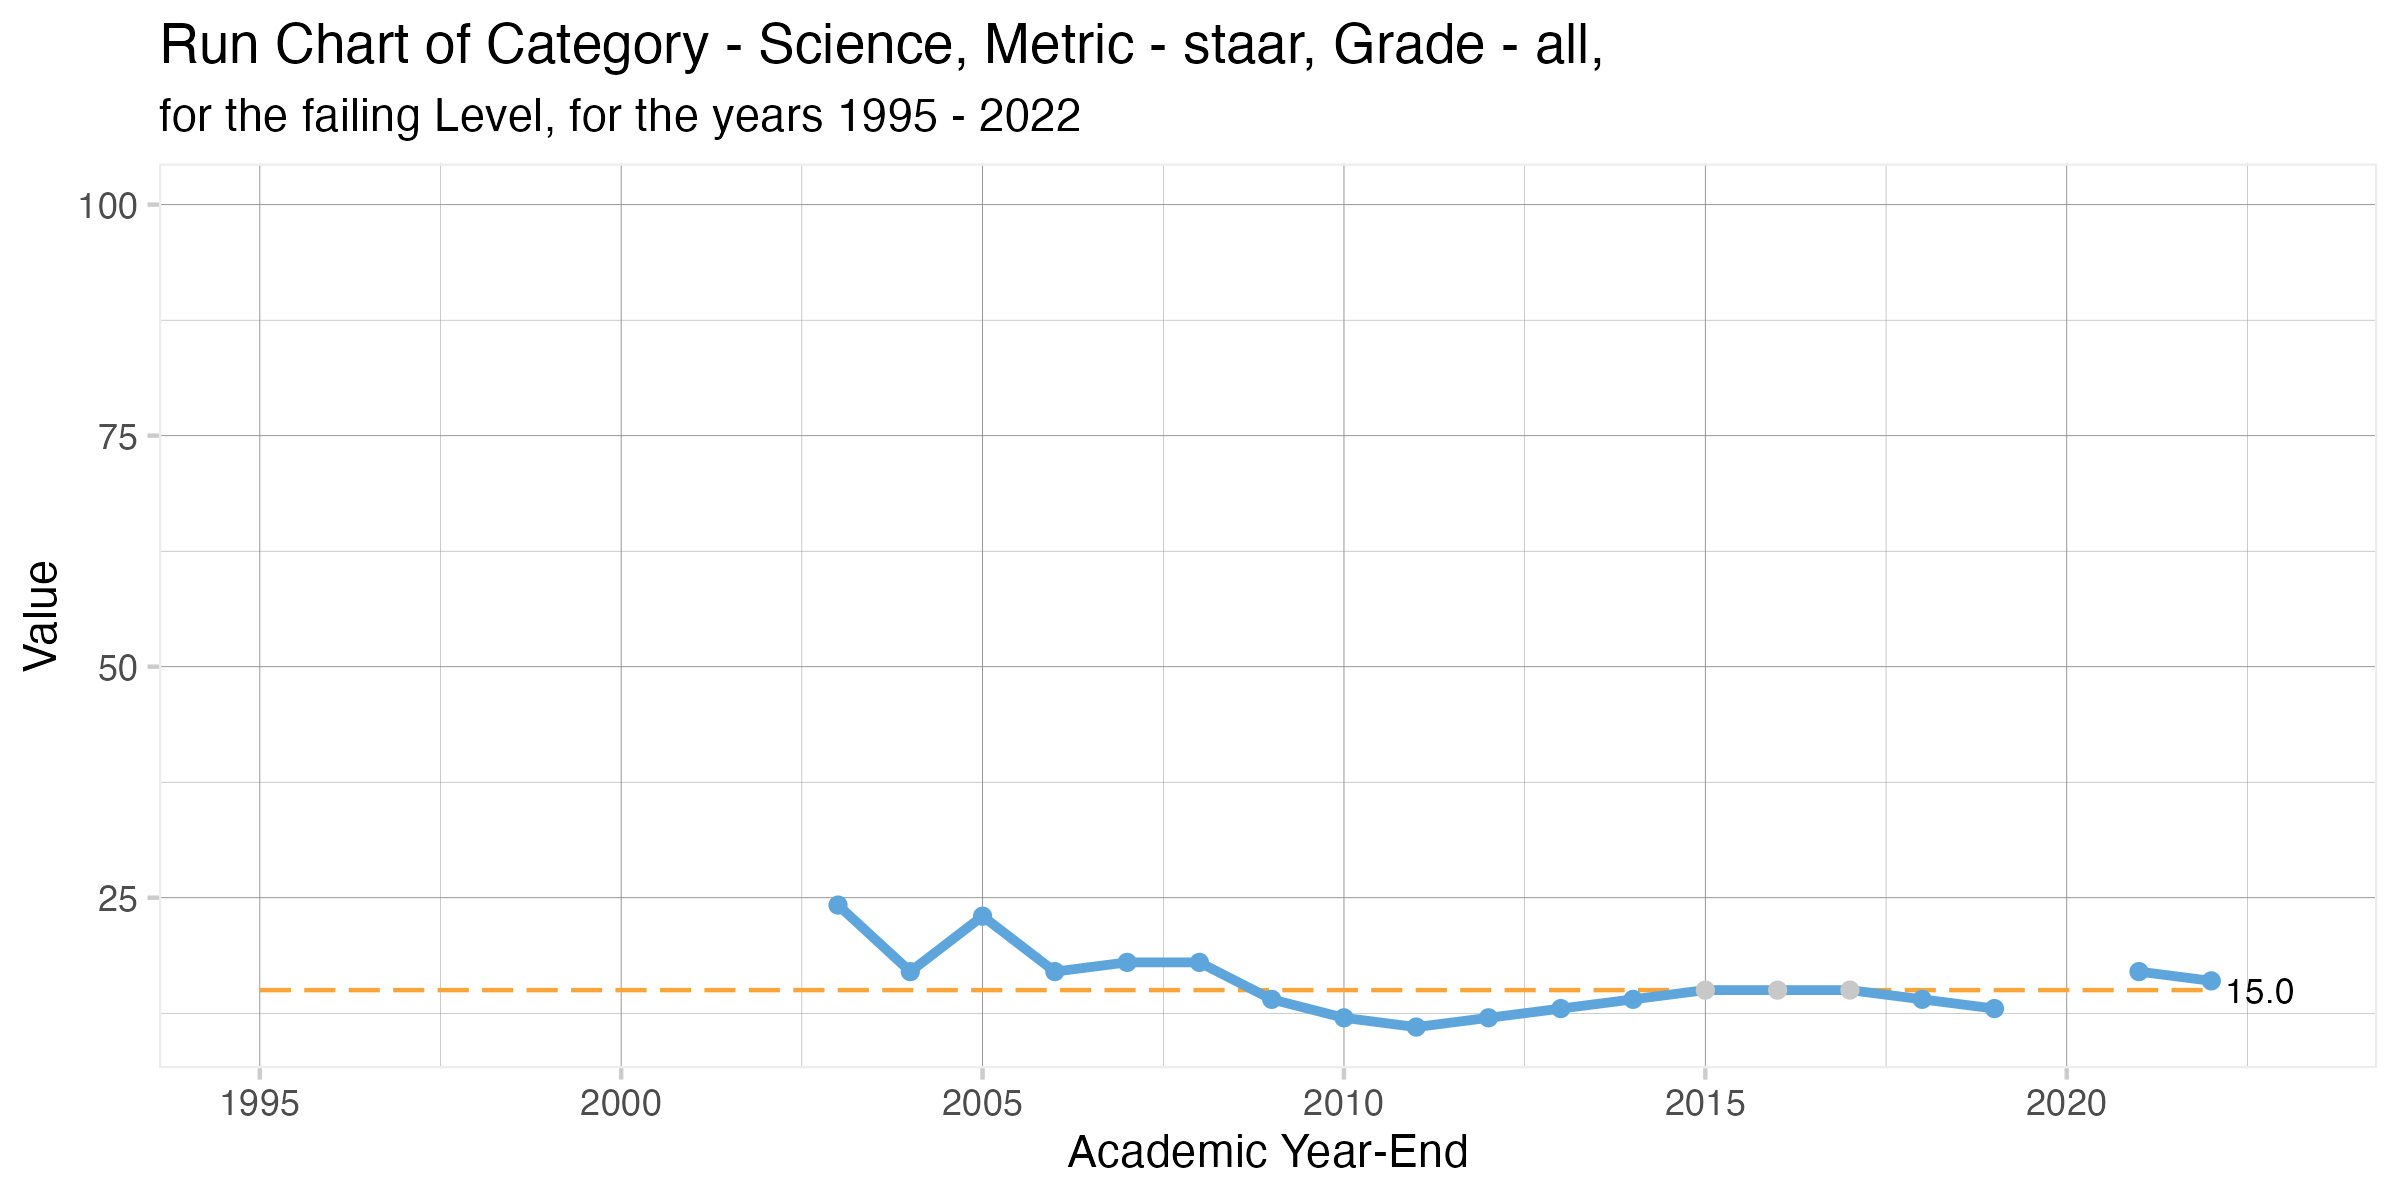 Run Chart of Category - Science, Metric - staar, Grade - all,
for the failing Level, for the years 1995 - 2022
100
75
50
25
Value
15.0
1995 2000 2005 2010 2015 2020
Academic Year-End